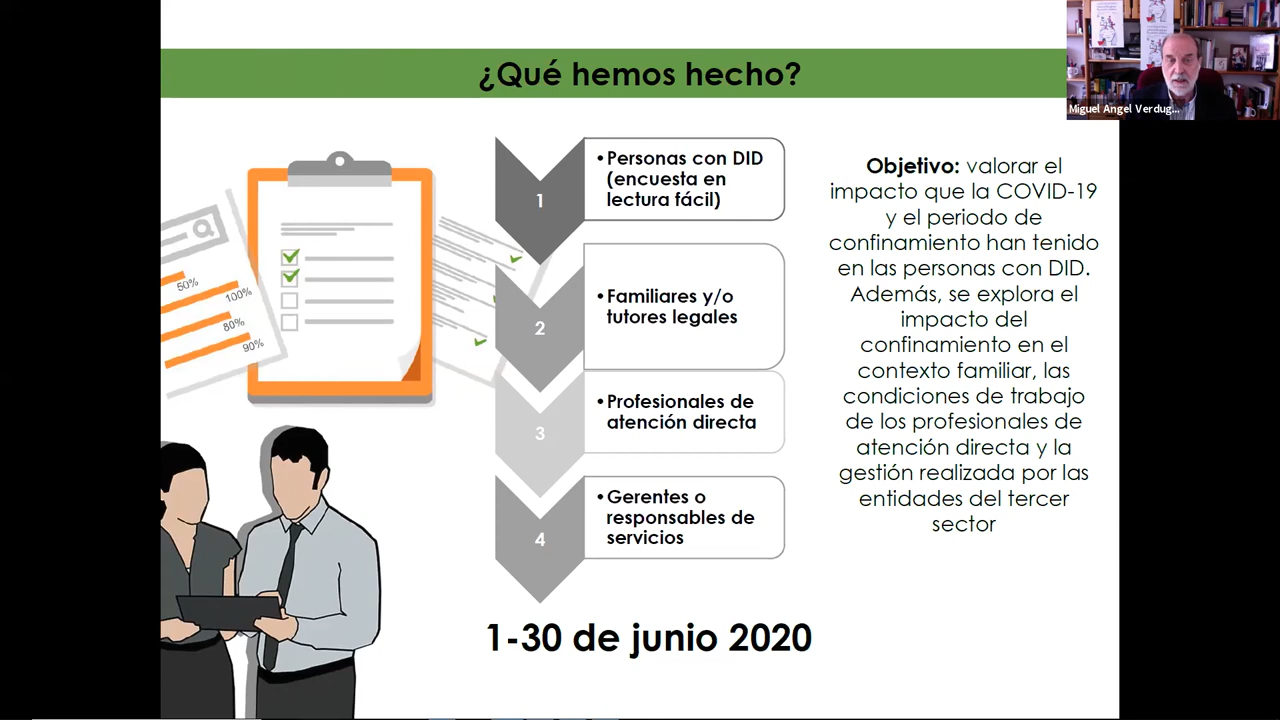 ¿Qué hemos hecho?
Miguel Angel Verdug...
50%
100%
80%
90%
1
•Personas con DID
(encuesta en
lectura fácil)
2
•Familiares y/o
tutores legales
3
•Profesionales de
atención directa
4
•Gerentes o
responsables de
servicios
1-30 de junio 2020
Objetivo: valorar el
impacto que la COVID-19
y el periodo de
confinamiento han tenido
en las personas con DID.
Además, se explora el
impacto del
confinamiento en el
contexto familiar, las
condiciones de trabajo
de los profesionales de
atención directa y la
gestión realizada por las
entidades del tercer
sector